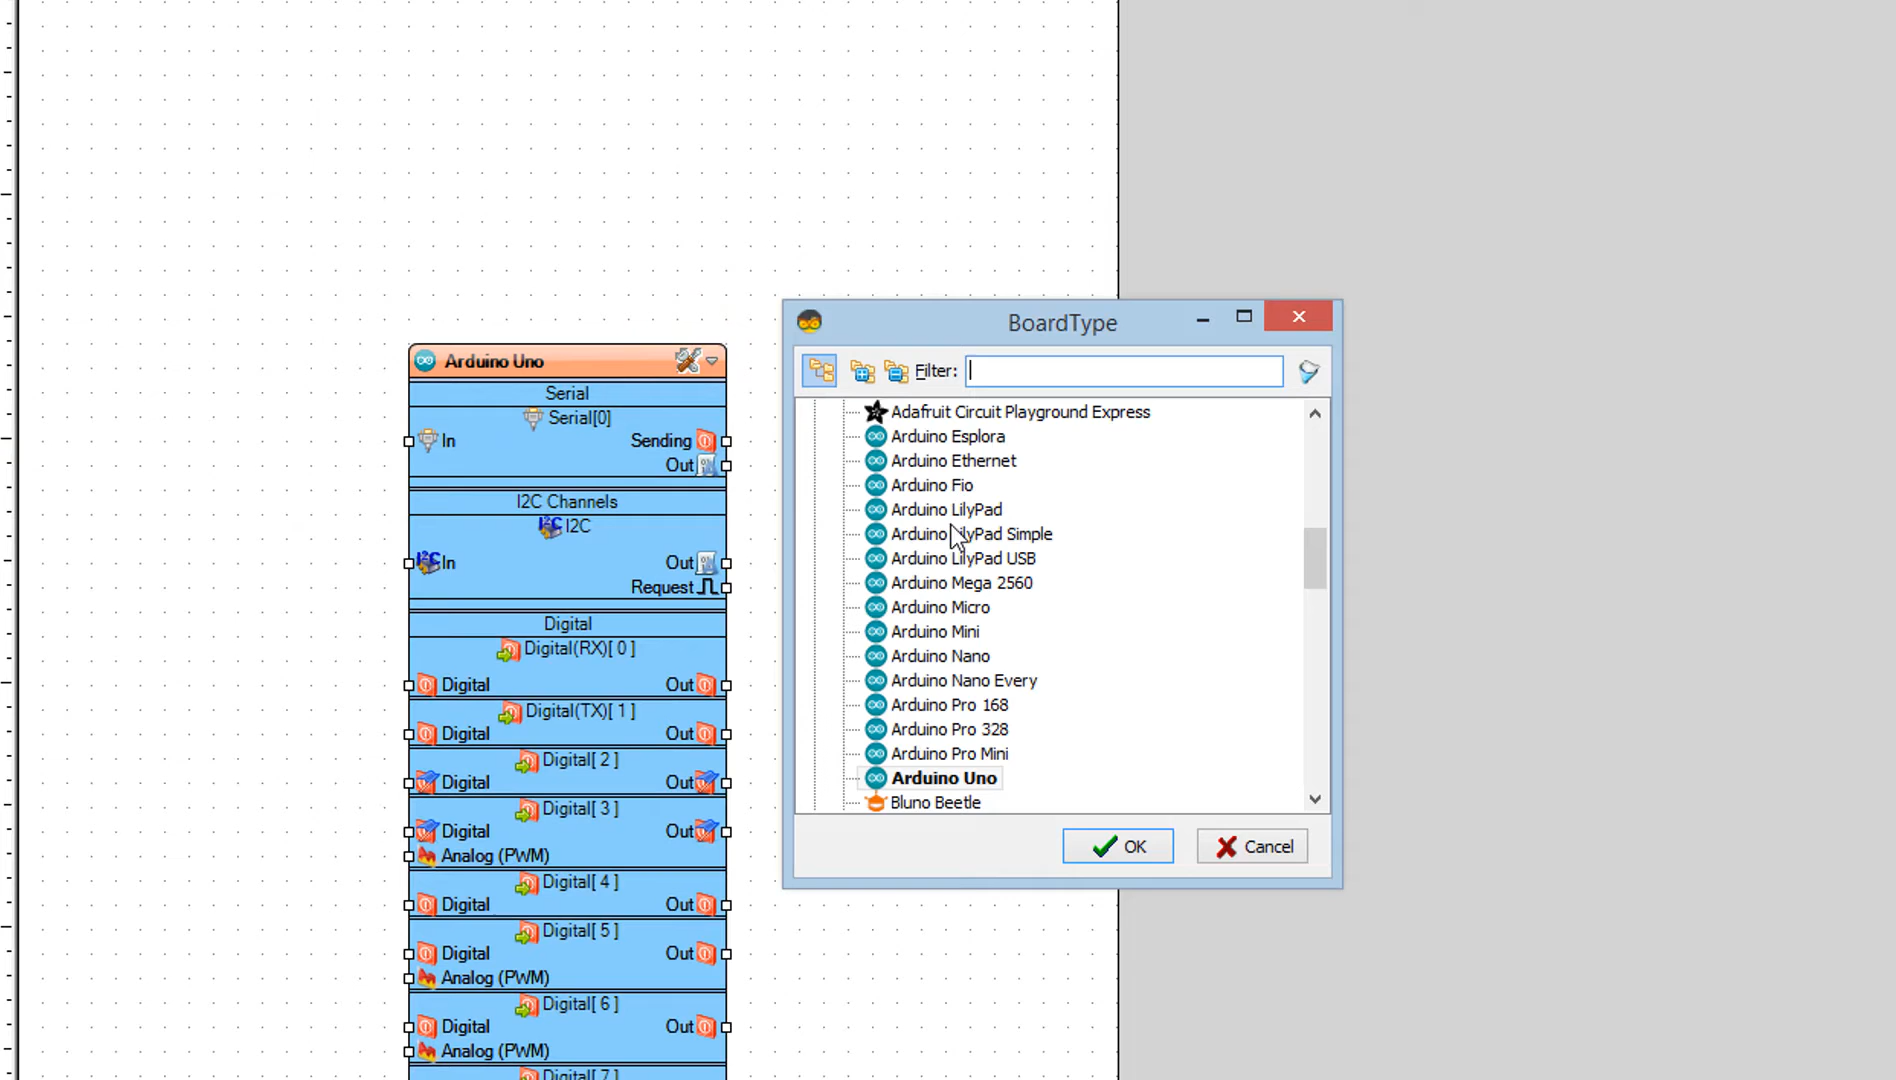 Arduino Uno
Serial
Serial[0]
In
Sending
Out
I2C Channels
I2C
I2C
In
Out
Request
Digital
Digital(RX)[ 0 ]
Digital
Out
Digital(TX)[ 1 ]
Digital
Out
Digital[ 2 ]
Digital
Out
Digital[ 3 ]
Digital
Out
Analog (PWM)
Digital[ 4 ]
Digital
Out
Digital[ 5 ]
Digital
Out
Analog (PWM)
Digital[ 6 ]
Digital
Out
Analog (PWM)
Digital[ 7 ]
BoardType
Filter:
Adafruit Circuit Playground Express
Arduino Esplora
Arduino Ethernet
Arduino Fio
Arduino LilyPad
Arduino LilyPad Simple
Arduino LilyPad USB
Arduino Mega 2560
Arduino Micro
Arduino Mini
Arduino Nano
Arduino Nano Every
Arduino Pro 168
Arduino Pro 328
Arduino Pro Mini
Arduino Uno
Bluno Beetle
OK
Cancel